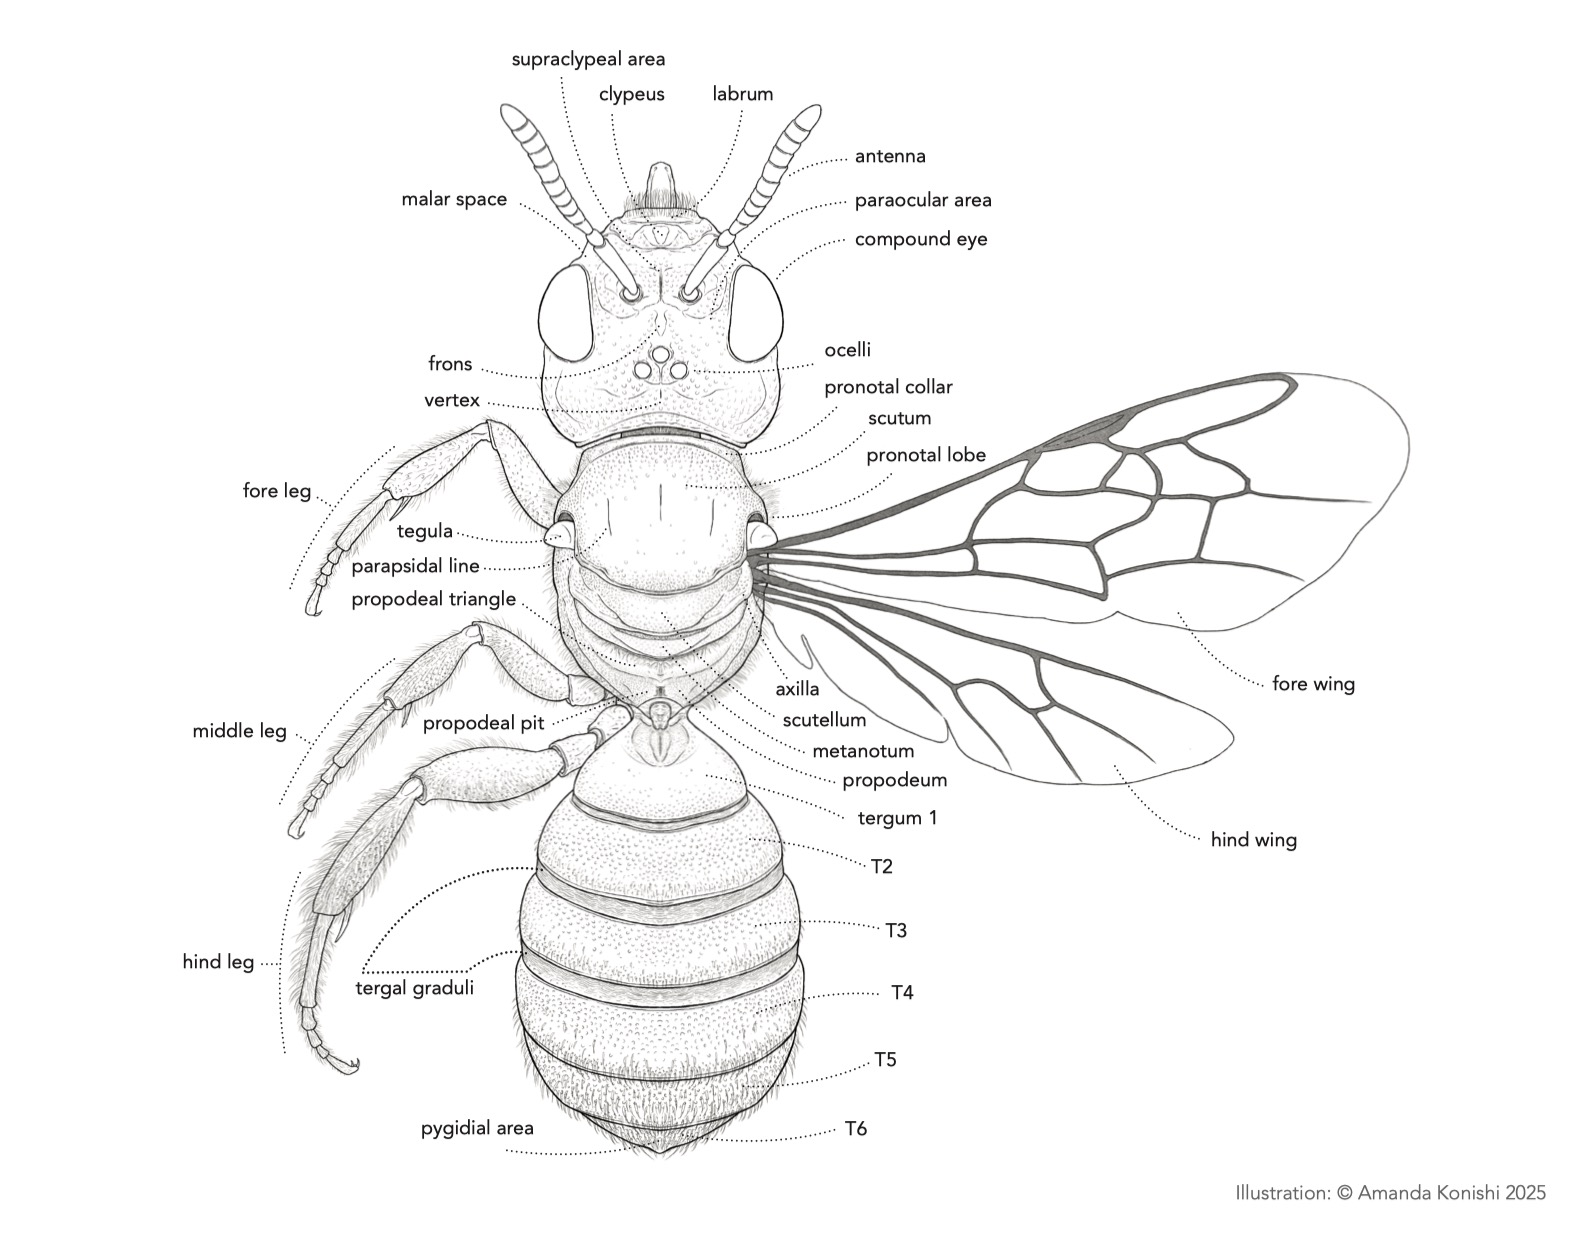 supraclypeal area
clypeus
labrum
antenna
malar space
paraocular area
compound eye
frons
ocelli
vertex
pronotal collar
scutum
pronotal lobe
fore leg
tegula
parapsidal line
propodeal triangle
axilla
fore wing
scutellum
propodeal pit
middle leg
metanotum
propodeum
tergum 1
hind wing
T2
T3
hind leg
tergal graduli
T4
T5
pygidial area
T6
Illustration: © Amanda Konishi 2025